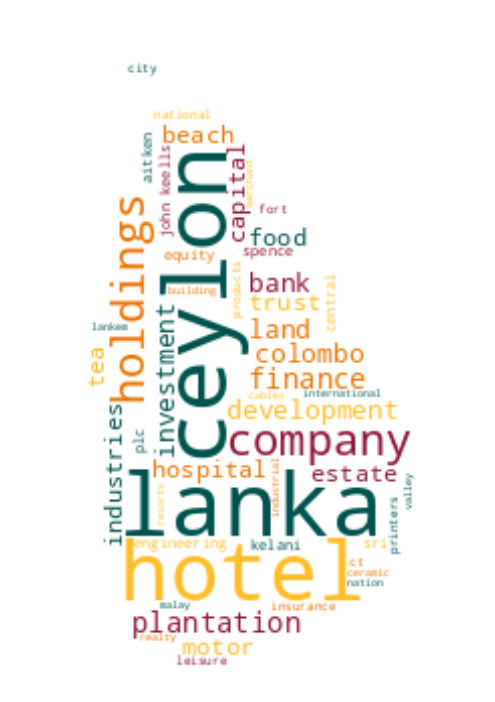 city
national
beach
aitken
john keells
ceylon
capital
merchant
holdings
fort
food
spence
equity
bank
products
building
trust
central
investment
lankem
land
colombo
tea
finance
cables
international
development
industries
plc
company
hospital
industrial
estate
lanka
valley
resorts
printers
engineering
kelani
sri
hotel
ct
ceramic
nation
malay
insurance
plantation
realty
motor
leisure